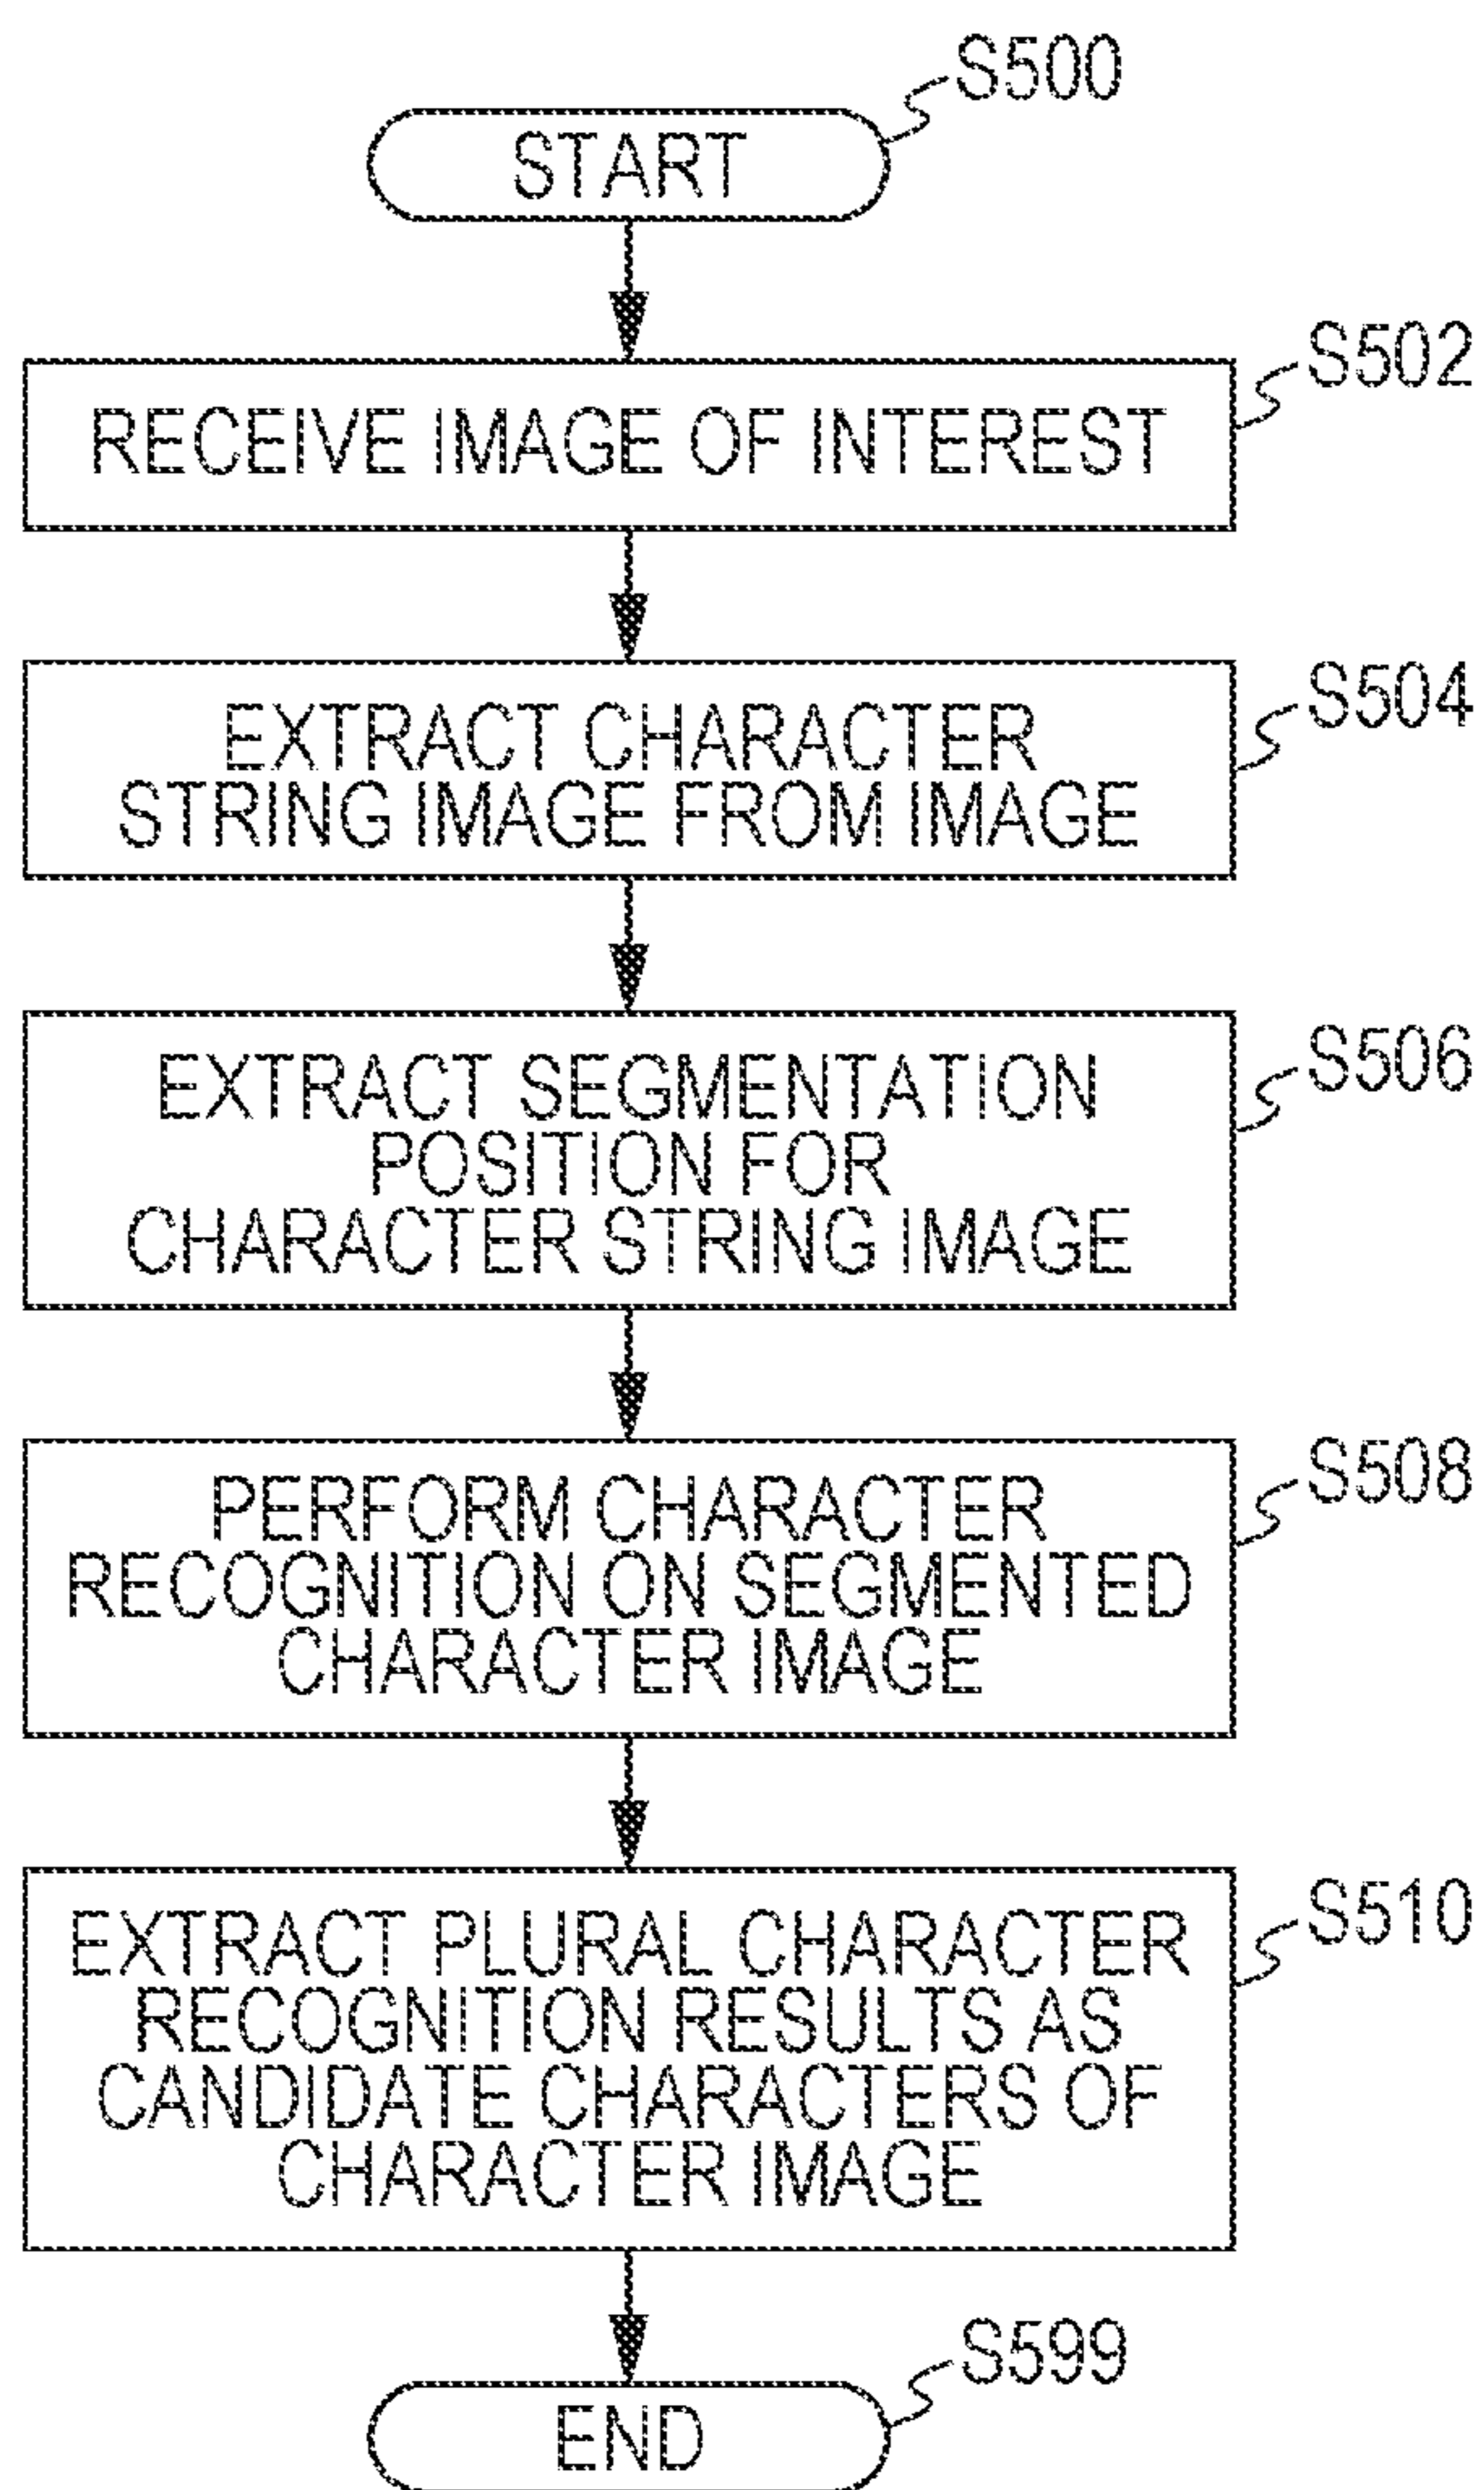 S500
START
S502
RECEIVE IMAGE OF INTEREST
S504
EXTRACT CHARACTER
STRING IMAGE FROM IMAGE
S506
EXTRACT SEGMENTATION
POSITION FOR
CHARACTER STRING IMAGE
S508
PERFORM CHARACTER
RECOGNITION ON SEGMENTED
CHARACTER IMAGE
S510
EXTRACT PLURAL CHARACTER
RECOGNITION RESULTS AS
CANDIDATE CHARACTERS OF
CHARACTER IMAGE
S599
END